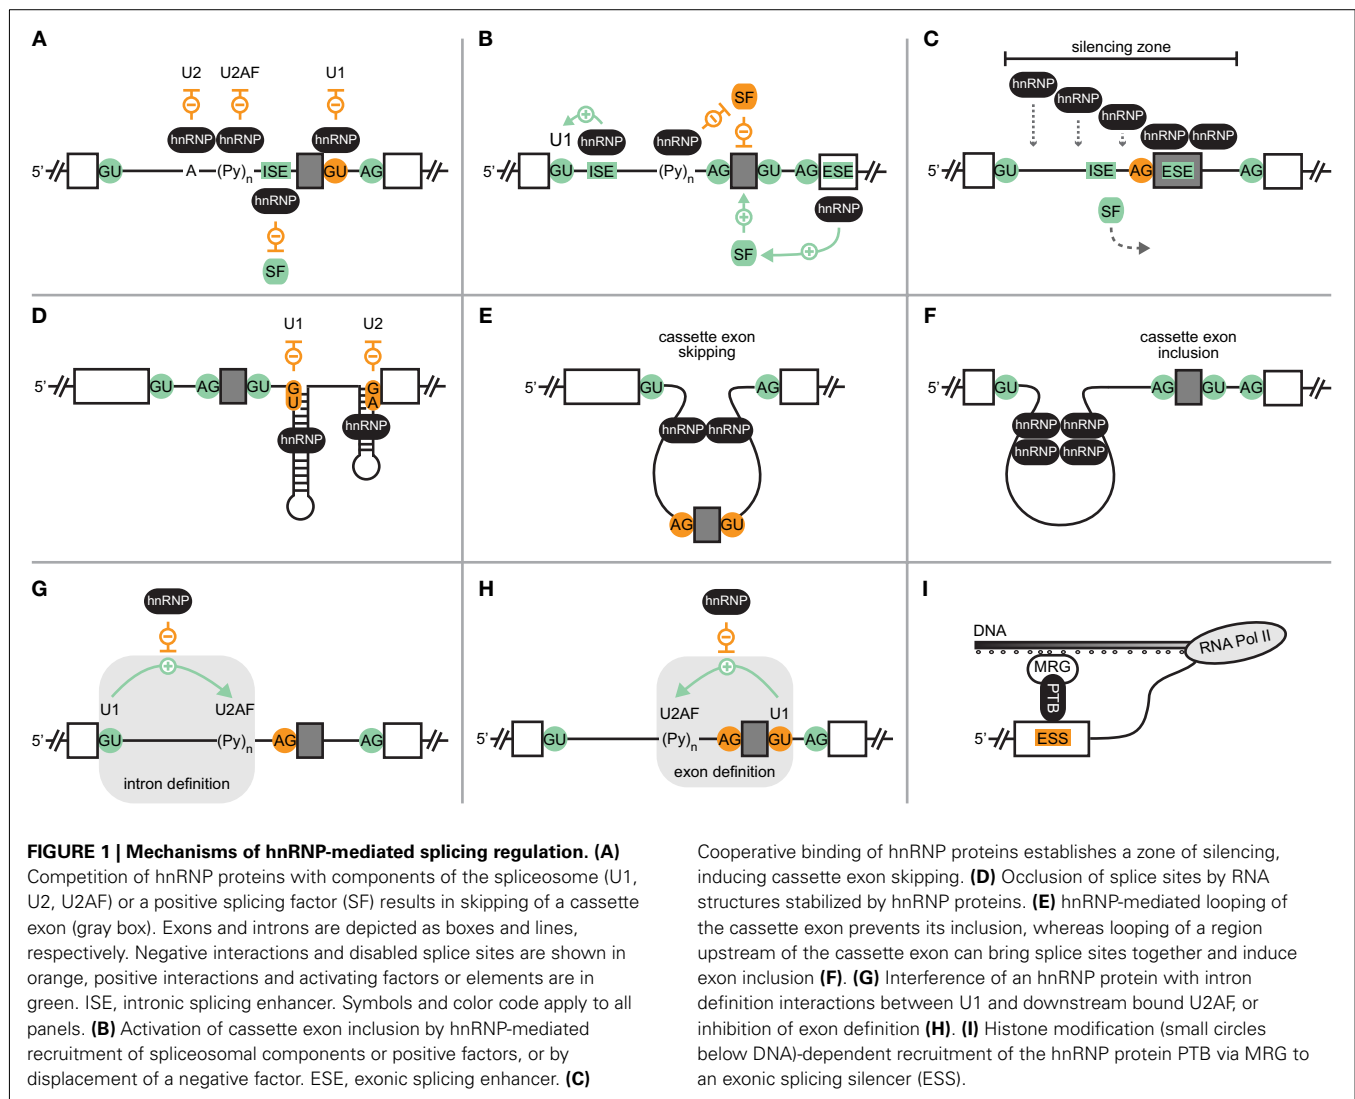 A
U2 U2AF U1
hnRNP hnRNP hnRNP
5' GU A (Py)n ISE GU AG
hnRNP
SF
B
SF
U1 hnRNP hnRNP
5' GU ISE (Py)n AG GU AG ESE
hnRNP
SF
C
silencing zone
hnRNP
hnRNP
hnRNP
hnRNP hnRNP
5' GU ISE AG ESE AG
SF
D
U1 U2
5' GU AG GU GU GA
hnRNP hnRNP
E
cassette exon
skipping
5' GU AG
hnRNP hnRNP
AG GU
F
cassette exon
inclusion
5' GU AG GU AG
hnRNP hnRNP
hnRNP hnRNP
G
hnRNP
U1 U2AF
5' GU (Py)n AG AG
intron definition
H
hnRNP
U2AF U1
5' GU (Py)n AG GU AG
exon definition
I
DNA
RNA Pol II
MRG
PTB
5' ESS
FIGURE 1 | Mechanisms of hnRNP-mediated splicing regulation. (A)
Competition of hnRNP proteins with components of the spliceosome (U1,
U2, U2AF) or a positive splicing factor (SF) results in skipping of a cassette
exon (gray box). Exons and introns are depicted as boxes and lines,
respectively. Negative interactions and disabled splice sites are shown in
orange, positive interactions and activating factors or elements are in
green. ISE, intronic splicing enhancer. Symbols and color code apply to all
panels. (B) Activation of cassette exon inclusion by hnRNP-mediated
recruitment of spliceosomal components or positive factors, or by
displacement of a negative factor. ESE, exonic splicing enhancer. (C)
Cooperative binding of hnRNP proteins establishes a zone of silencing,
inducing cassette exon skipping. (D) Occlusion of splice sites by RNA
structures stabilized by hnRNP proteins. (E) hnRNP-mediated looping of
the cassette exon prevents its inclusion, whereas looping of a region
upstream of the cassette exon can bring splice sites together and induce
exon inclusion (F). (G) Interference of an hnRNP protein with intron
definition interactions between U1 and downstream bound U2AF, or
inhibition of exon definition (H). (I) Histone modification (small circles
below DNA)-dependent recruitment of the hnRNP protein PTB via MRG to
an exonic splicing silencer (ESS).